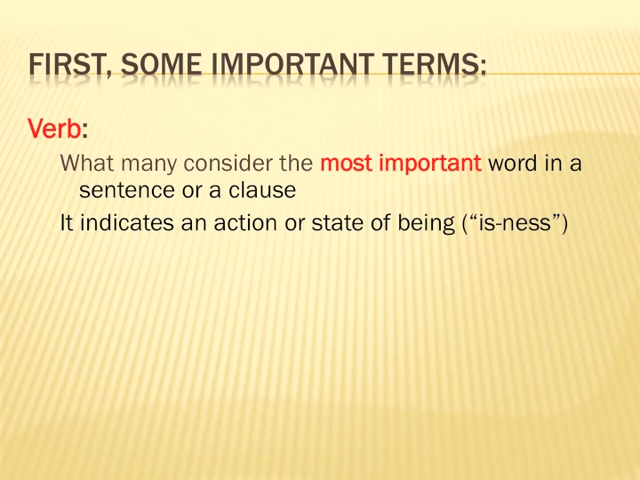 FIRST, SOME IMPORTANT TERMS:
Verb:
What many consider the most important word in a
sentence or a clause
It indicates an action or state of being (“is-ness”)